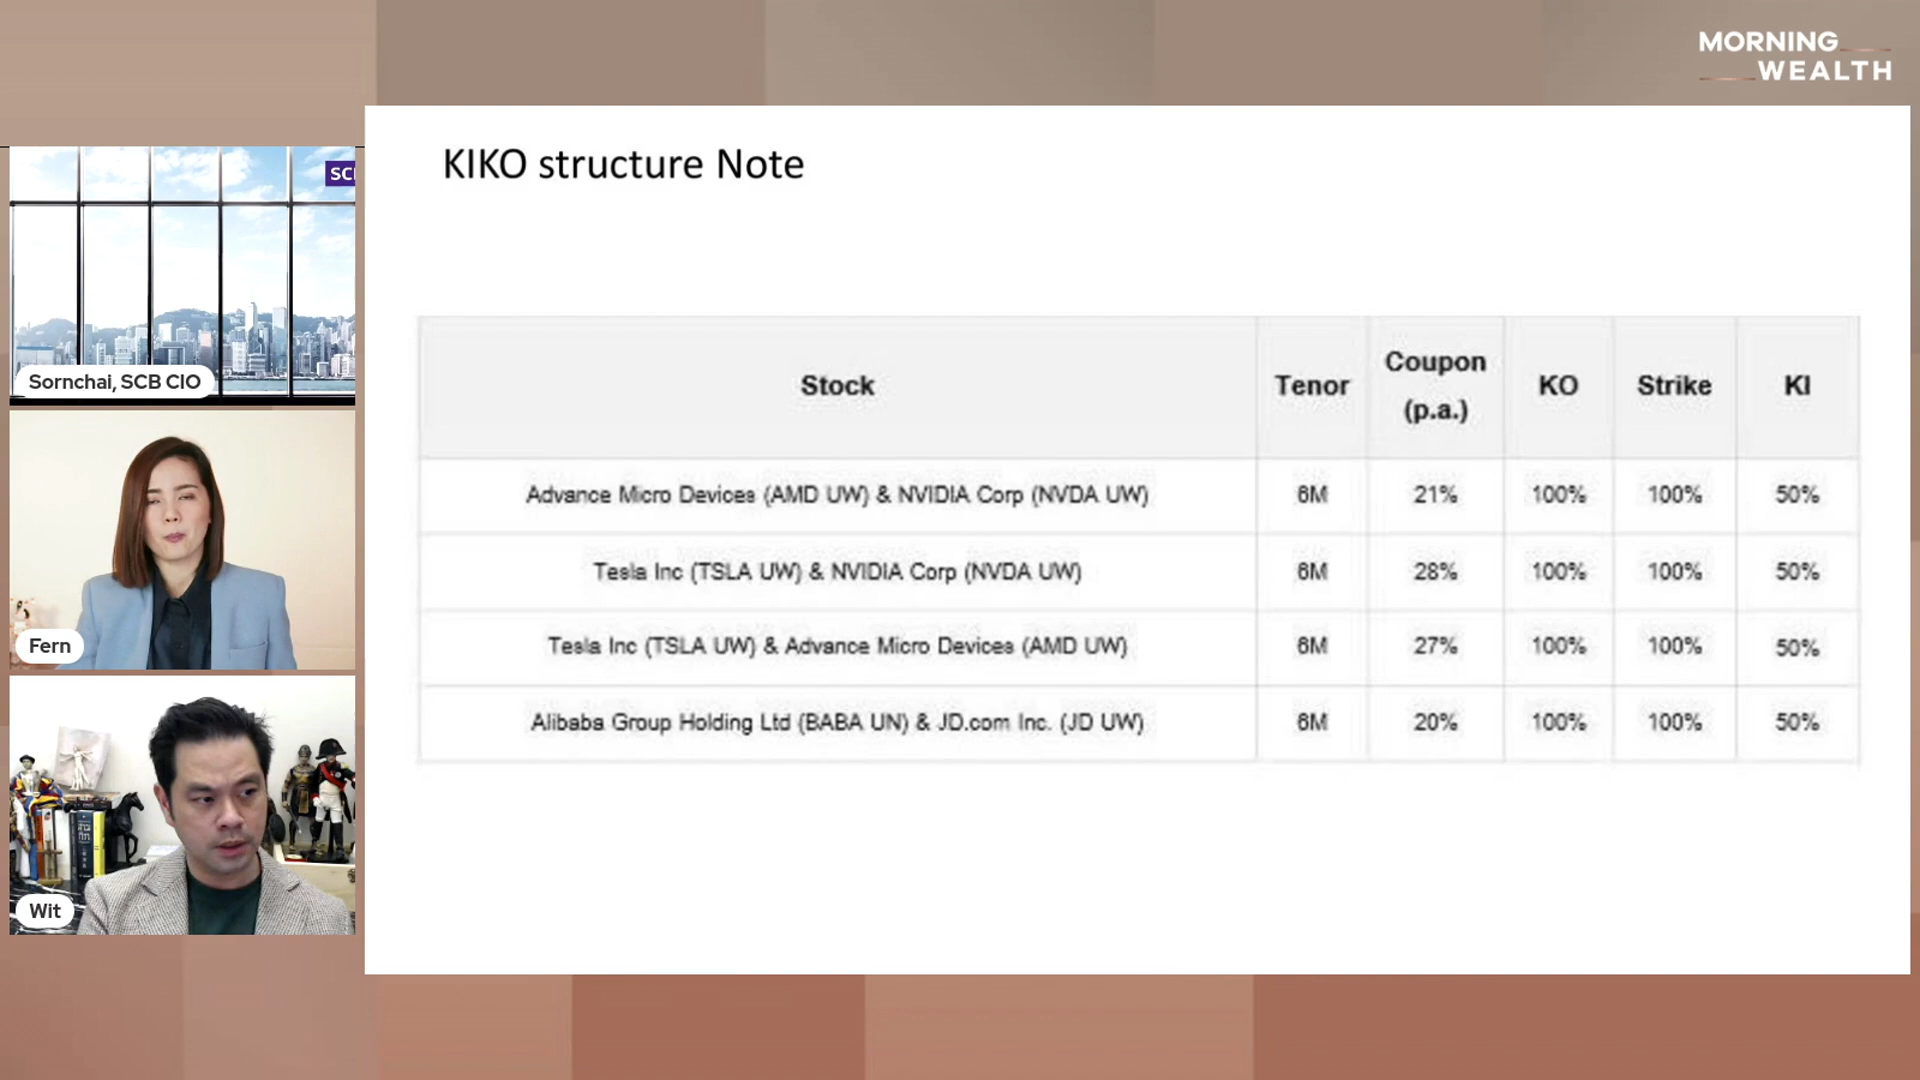 MORNING
WEALTH
SCI
Sornchai, SCB CIO
Fern
Wit
KIKO structure Note
Stock Tenor Coupon (p.a.) KO Strike KI
Advance Micro Devices (AMD UW) & NVIDIA Corp (NVDA UW) 6M 21% 100% 100% 50%
Tesla Inc (TSLA UW) & NVIDIA Corp (NVDA UW) 6M 28% 100% 100% 50%
Tesla Inc (TSLA UW) & Advance Micro Devices (AMD UW) 6M 27% 100% 100% 50%
Alibaba Group Holding Ltd (BABA UN) & JD.com Inc. (JD UW) 6M 20% 100% 100% 50%